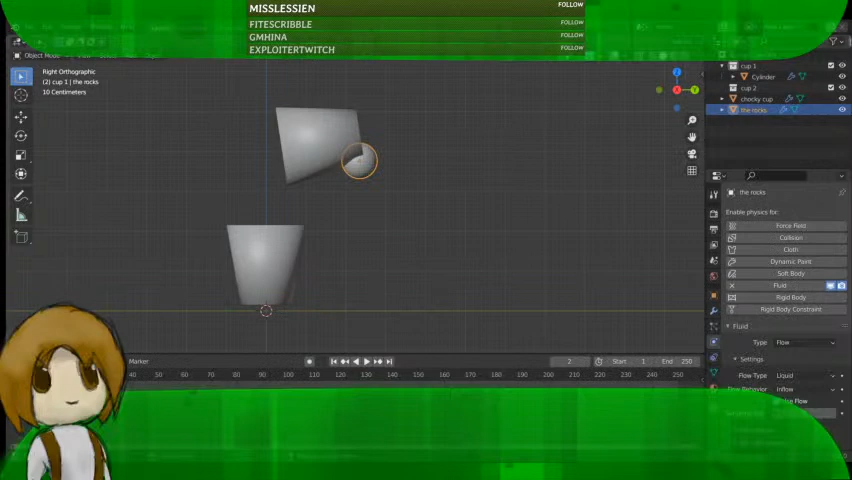 MISSLESSIEN FOLLOW
FITESCRIBBLE FOLLOW
GMHINA FOLLOW
EXPLOITERTWITCH FOLLOW
Object Mode
Right Orthographic
(2) cup 1 | the rocks
10 Centimeters
cup 1
Cylinder
cup 2
chocky cup
the rocks
the rocks
Enable physics for:
Force Field
Collision
Cloth
Dynamic Paint
Soft Body
Fluid
Rigid Body
Rigid Body Constraint
Fluid
Type Flow
Settings
Flow Type Liquid
Flow Behavior Inflow
Marker
2 Start 1 End 250
40 50 60 70 80 90 100 110 120 130 140 150 160 170 180 190 200 210 220 230 240 250
X
Y
Z